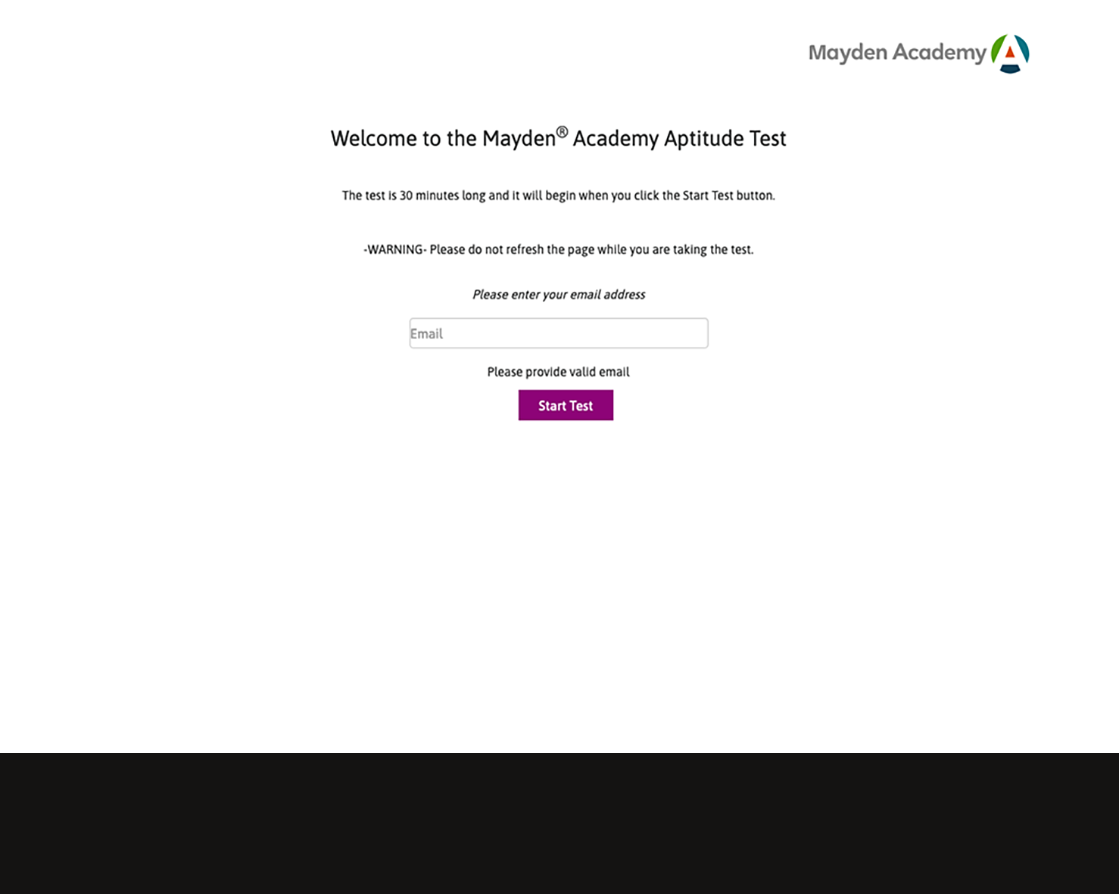 Mayden Academy
Welcome to the Mayden® Academy Aptitude Test
The test is 30 minutes long and it will begin when you click the Start Test button.
-WARNING- Please do not refresh the page while you are taking the test.
Please enter your email address
Email
Please provide valid email
Start Test